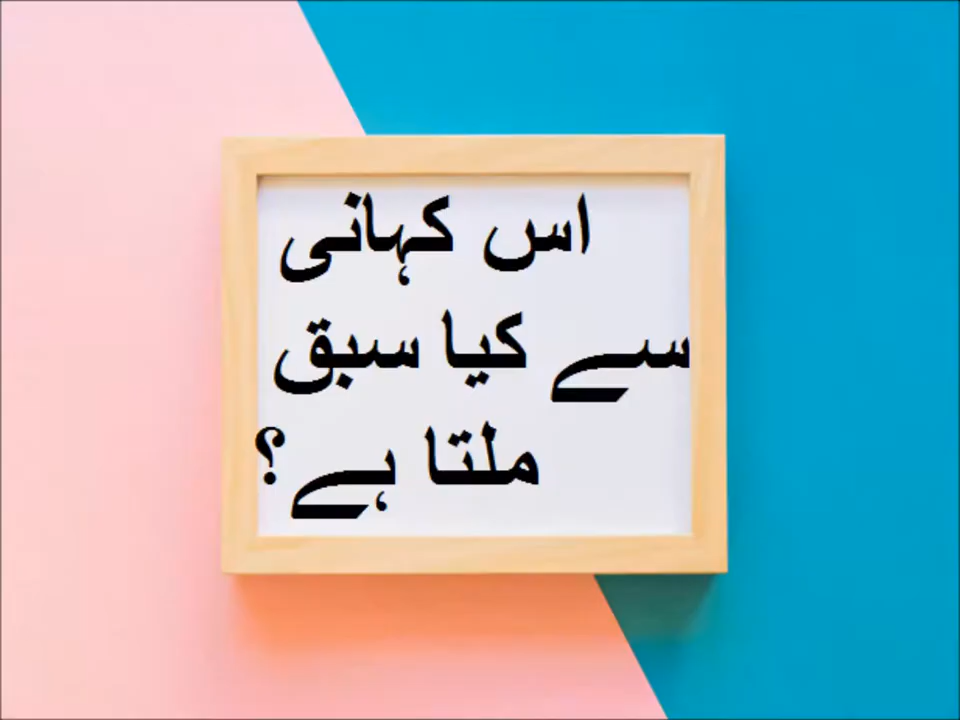 اس کہانی
سے کیا سبق
ملتا ہے؟